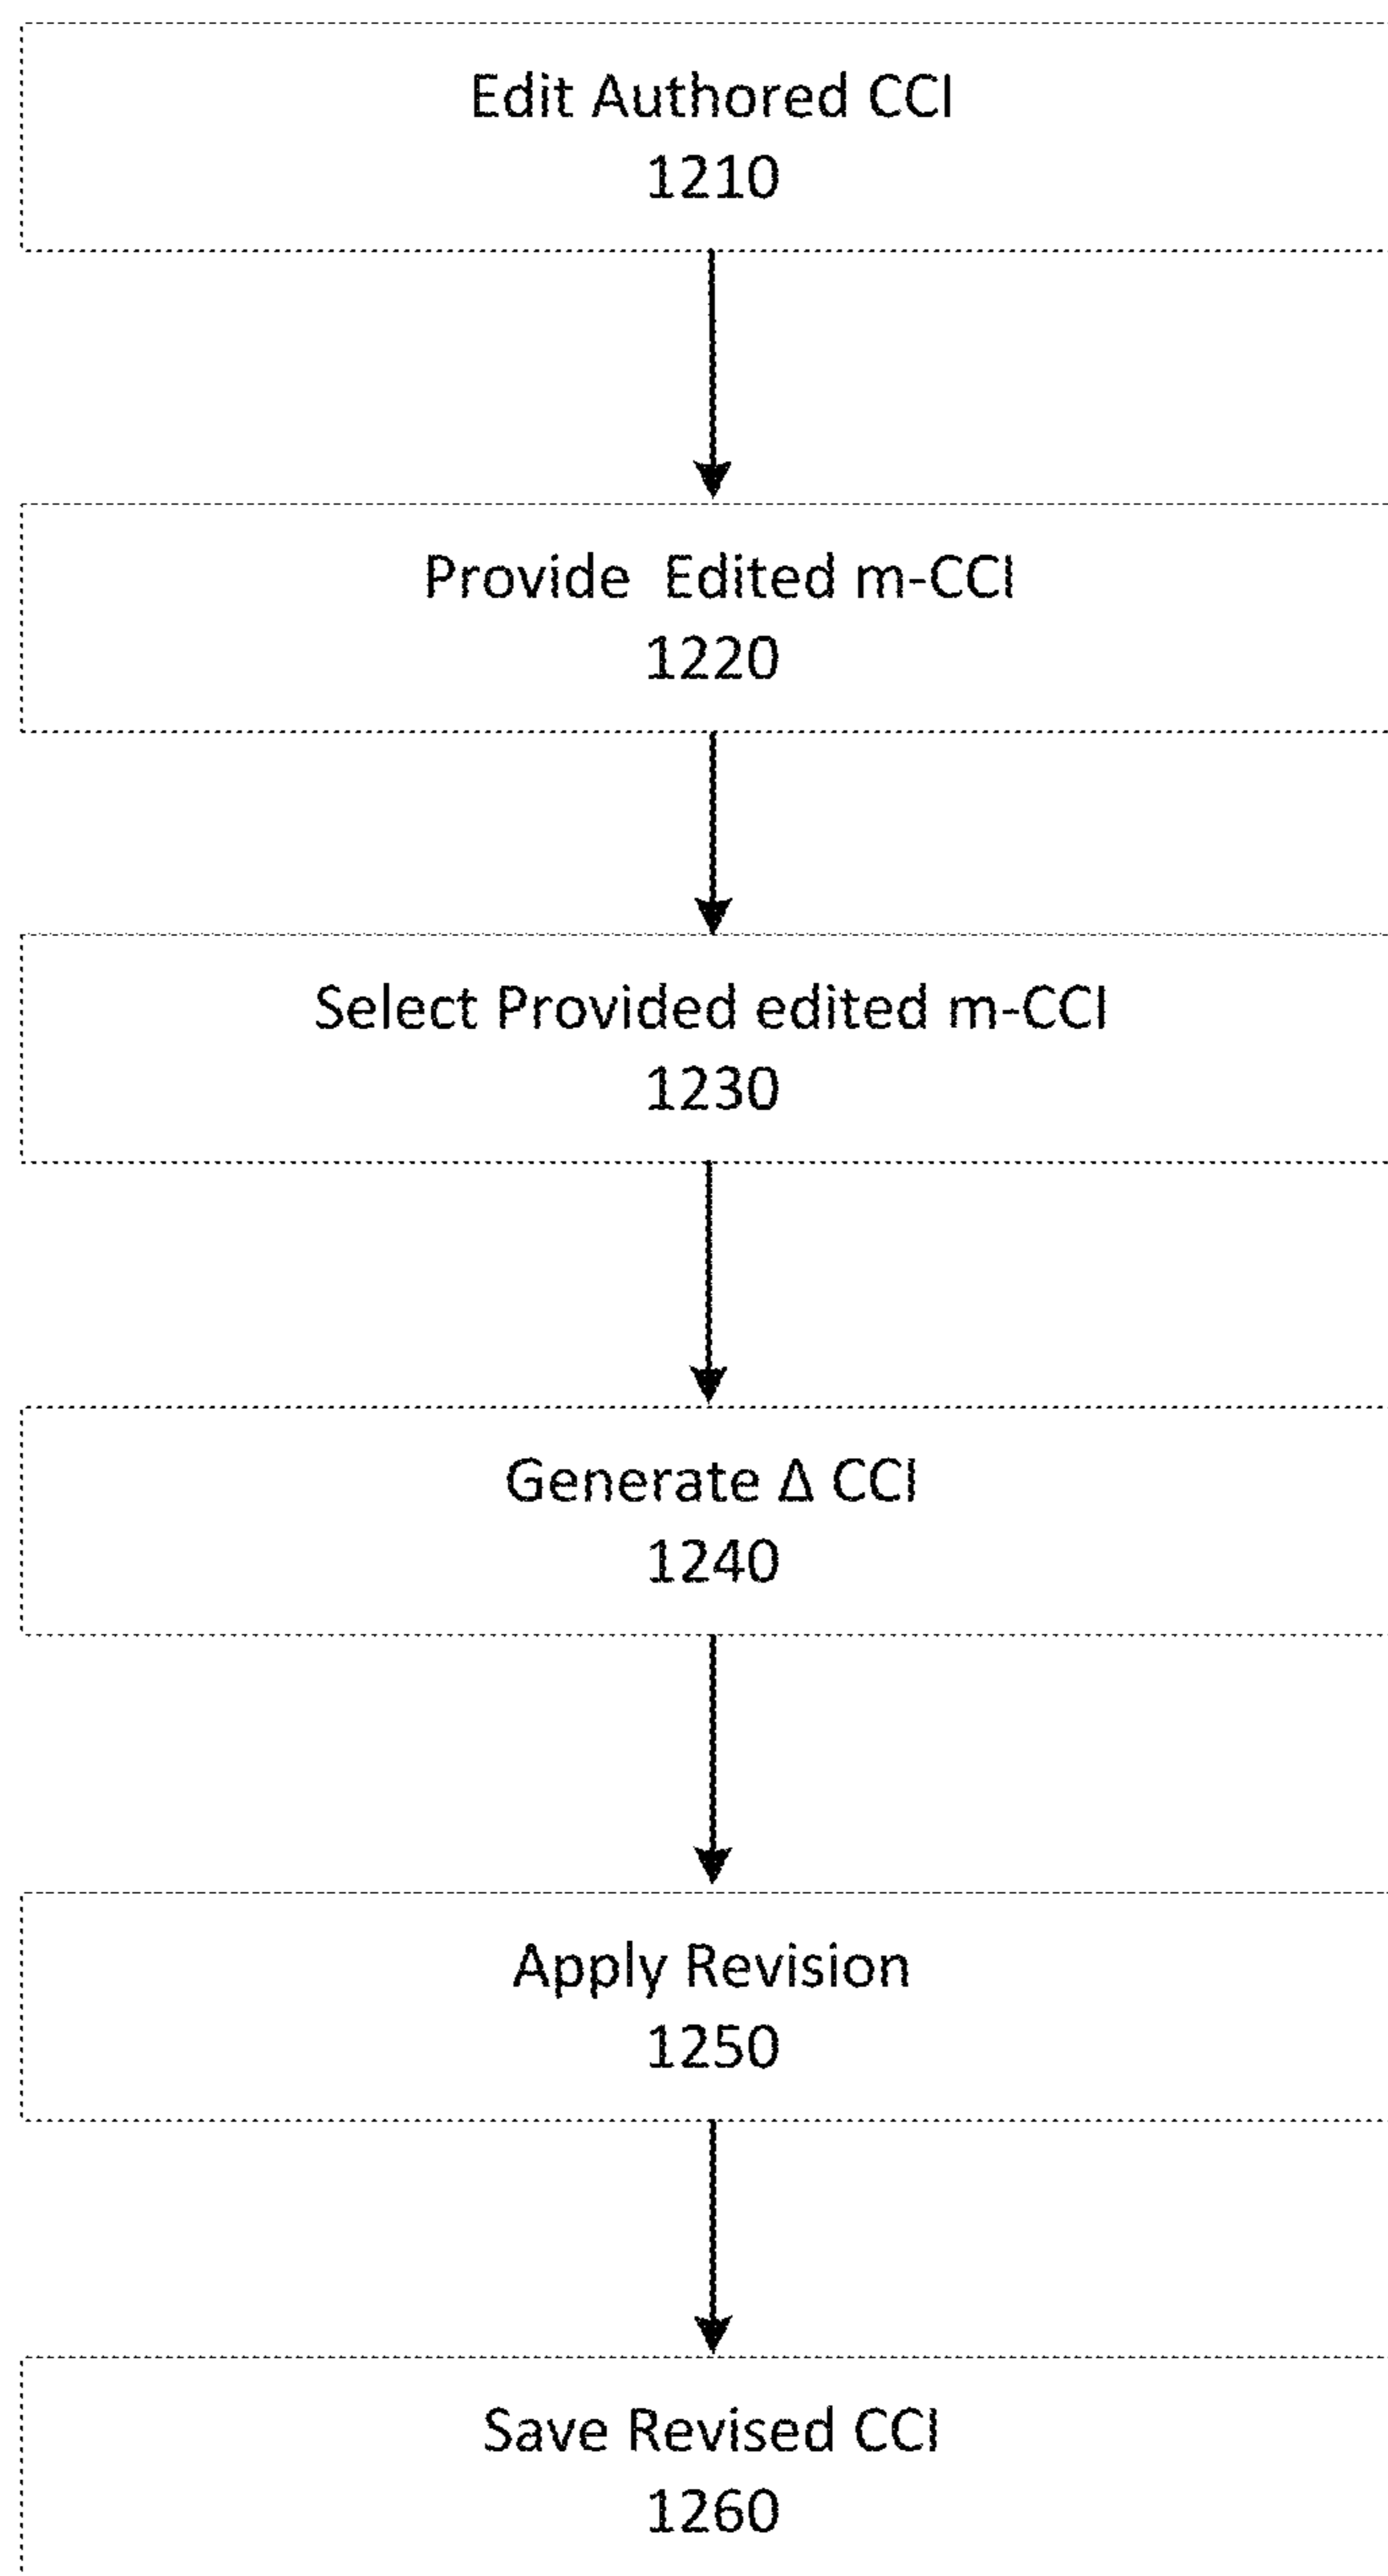 Edit Authored CCI
1210
Provide Edited m-CCI
1220
Select Provided edited m-CCI
1230
Generate Δ CCI
1240
Apply Revision
1250
Save Revised CCI
1260